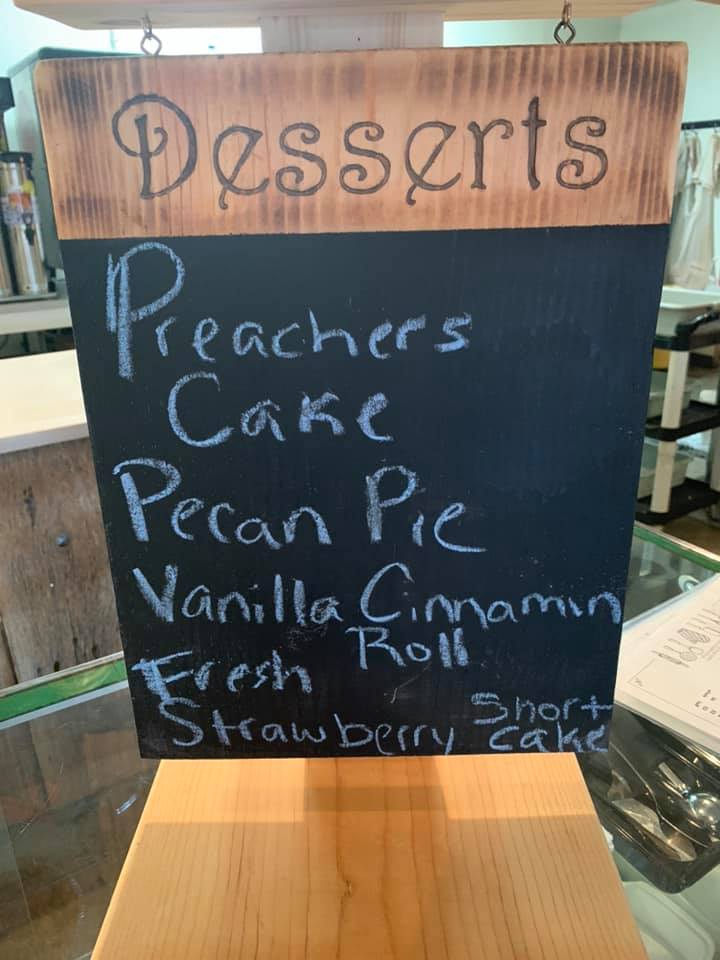 Desserts
Preachers
Cake
Pecan Pie
Vanilla Cinnamin
Roll
Fresh
Strawberry Short
cake